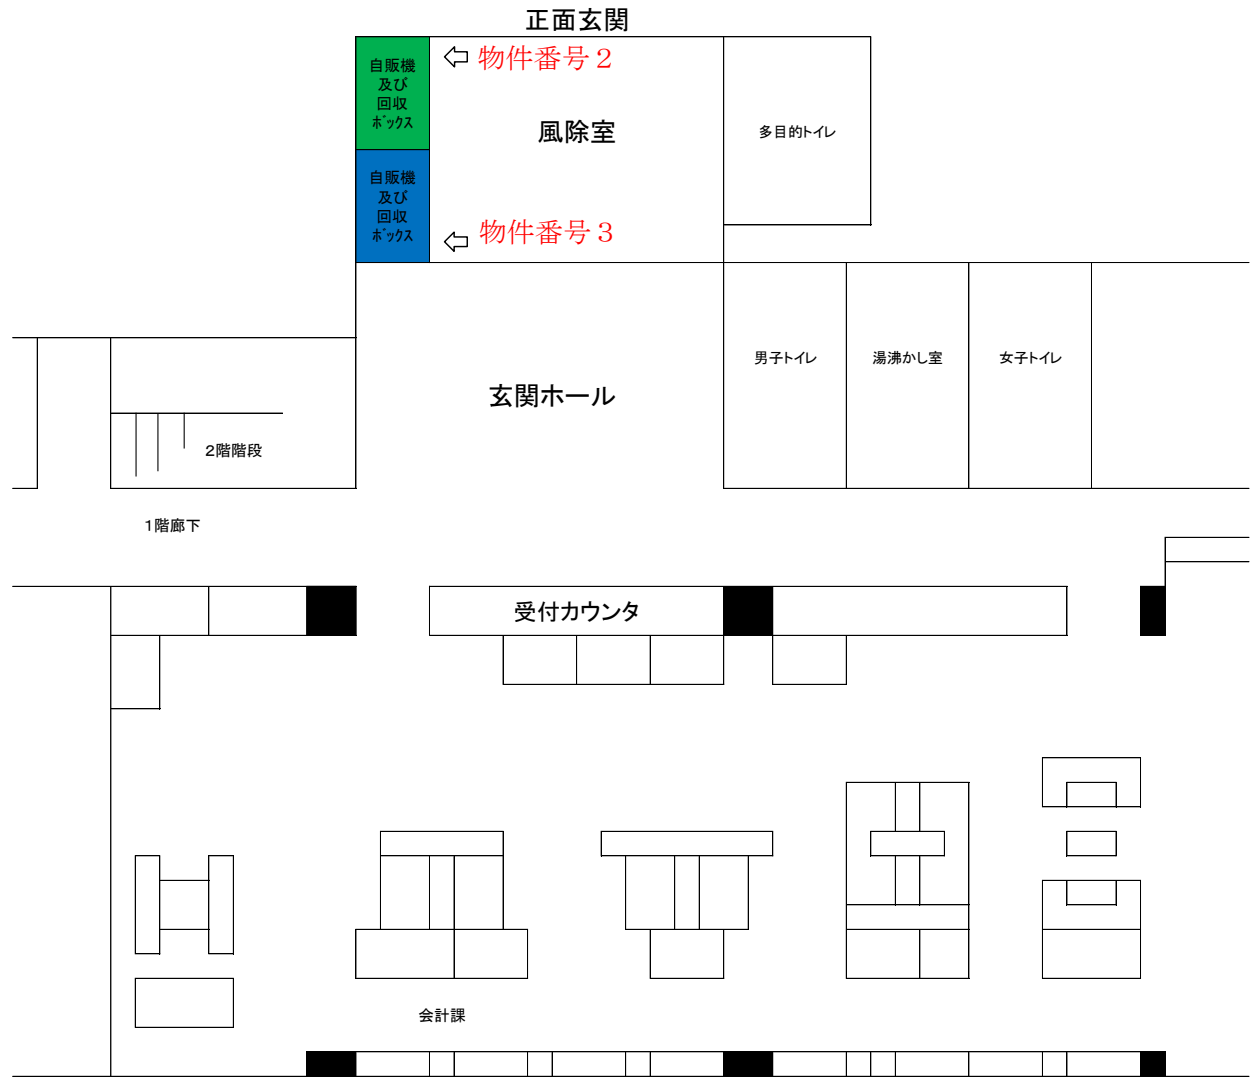 正面玄関
自販機
及び
回収
ﾎﾞｯｸｽ
物件番号２
風除室
多目的トイレ
自販機
及び
回収
ﾎﾞｯｸｽ
物件番号３
男子トイレ
湯沸かし室
女子トイレ
玄関ホール
２階階段
１階廊下
受付カウンタ
会計課